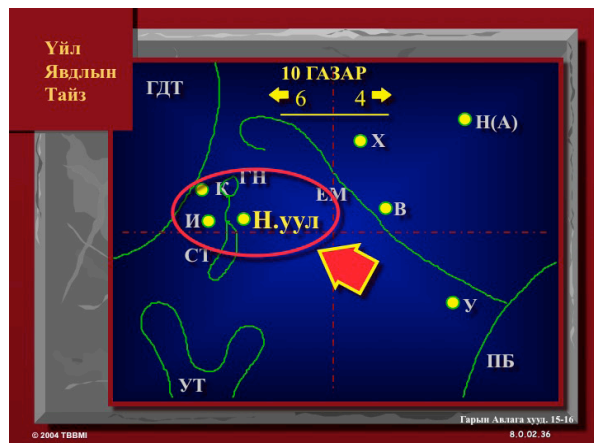 Үйл
Явдлын
Тайз
10 ГАЗАР
6 4
ГДТ
Н(А)
Х
К
ГН
ЕМ
В
И
Н.уул
СТ
У
ПБ
УТ
Гарын Авлага хууд. 15-16
© 2004 TBBMI
8.0.02.36